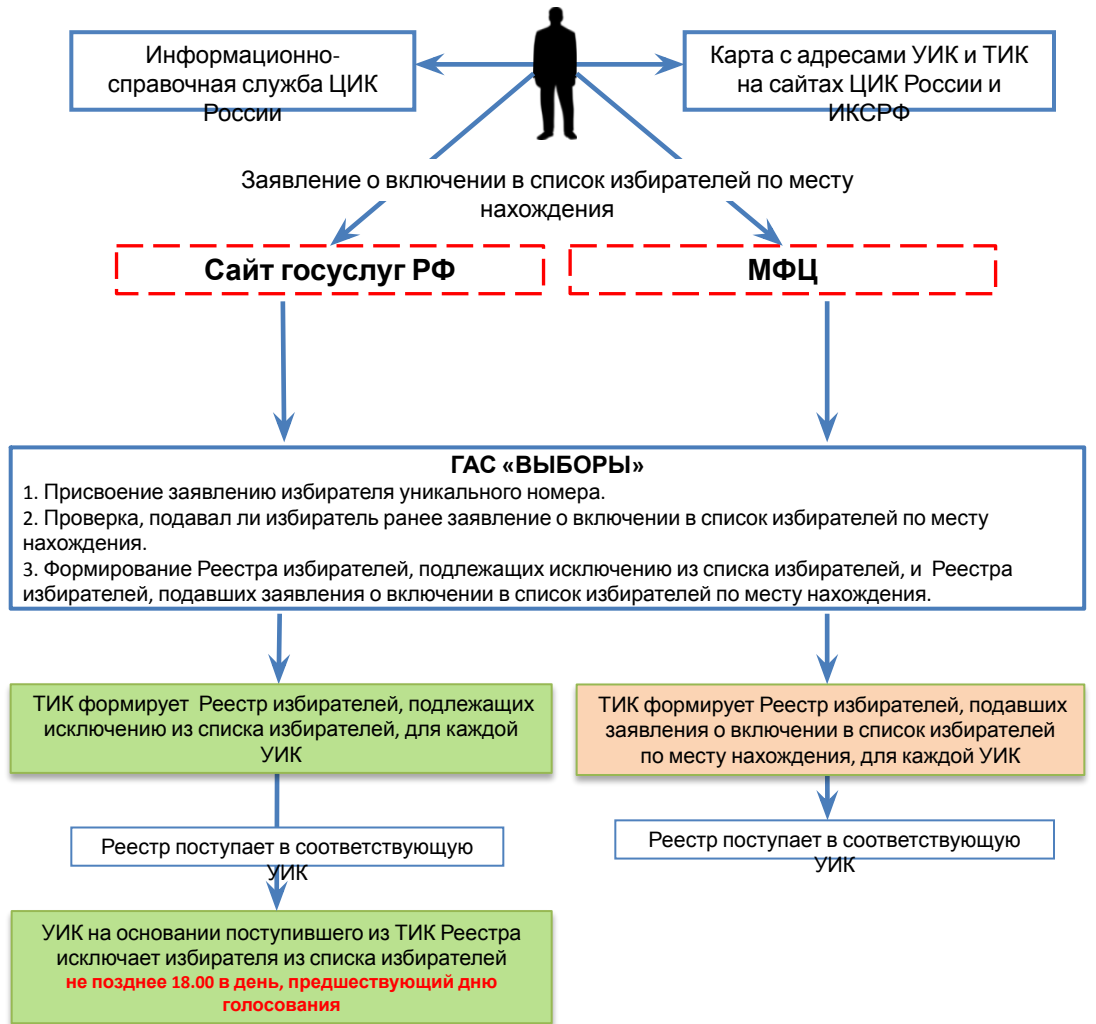 Информационно-
справочная служба ЦИК
России
Карта с адресами УИК и ТИК
на сайтах ЦИК России и
ИКСРФ
Заявление о включении в список избирателей по месту
нахождения
Сайт госуслуг РФ
МФЦ
ГАС «ВЫБОРЫ»
1. Присвоение заявлению избирателя уникального номера.
2. Проверка, подавал ли избиратель ранее заявление о включении в список избирателей по месту
нахождения.
3. Формирование Реестра избирателей, подлежащих исключению из списка избирателей, и Реестра
избирателей, подавших заявления о включении в список избирателей по месту нахождения.
ТИК формирует Реестр избирателей, подлежащих
исключению из списка избирателей, для каждой
УИК
ТИК формирует Реестр избирателей, подавших
заявления о включении в список избирателей
по месту нахождения, для каждой УИК
Реестр поступает в соответствующую
УИК
Реестр поступает в соответствующую
УИК
УИК на основании поступившего из ТИК Реестра
исключает избирателя из списка избирателей
не позднее 18.00 в день, предшествующий дню
голосования